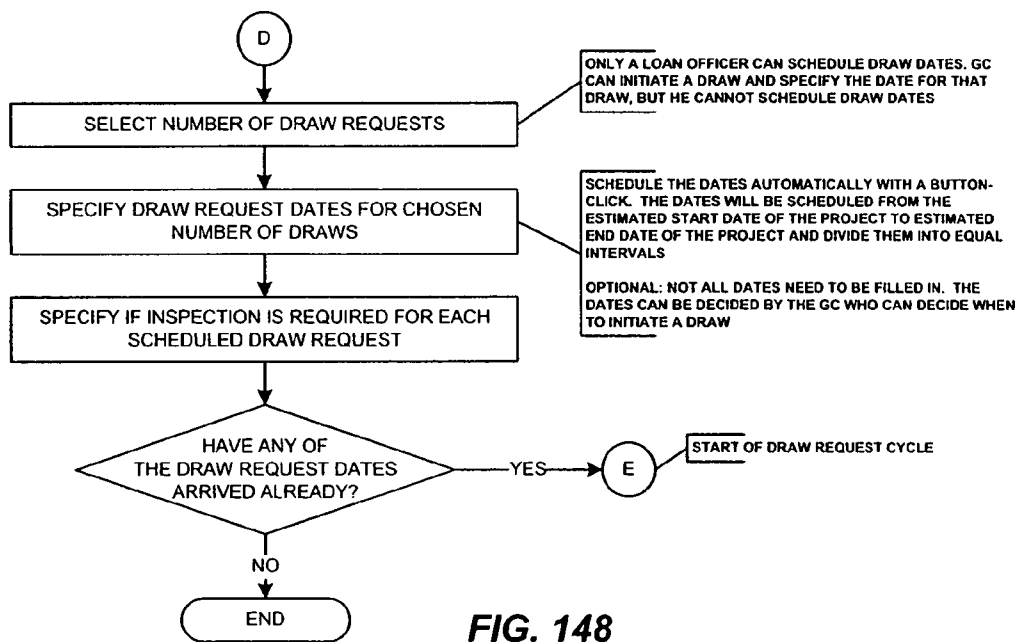 D
ONLY A LOAN OFFICER CAN SCHEDULE DRAW DATES. GC
CAN INITIATE A DRAW AND SPECIFY THE DATE FOR THAT
DRAW, BUT HE CANNOT SCHEDULE DRAW DATES
SELECT NUMBER OF DRAW REQUESTS
SPECIFY DRAW REQUEST DATES FOR CHOSEN
NUMBER OF DRAWS
SCHEDULE THE DATES AUTOMATICALLY WITH A BUTTON-
CLICK. THE DATES WILL BE SCHEDULED FROM THE
ESTIMATED START DATE OF THE PROJECT TO ESTIMATED
END DATE OF THE PROJECT AND DIVIDE THEM INTO EQUAL
INTERVALS
OPTIONAL: NOT ALL DATES NEED TO BE FILLED IN. THE
DATES CAN BE DECIDED BY THE GC WHO CAN DECIDE WHEN
TO INITIATE A DRAW
SPECIFY IF INSPECTION IS REQUIRED FOR EACH
SCHEDULED DRAW REQUEST
HAVE ANY OF
THE DRAW REQUEST DATES
ARRIVED ALREADY?
YES
E
START OF DRAW REQUEST CYCLE
NO
END
FIG. 148